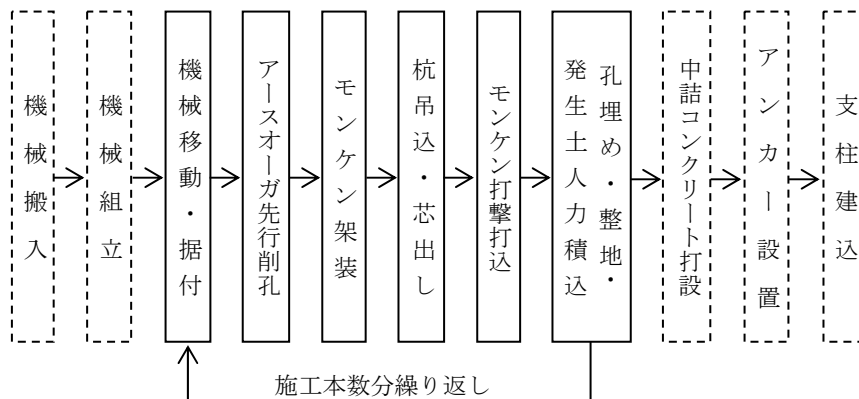 機械搬入
機械組立
機械移動・据付
アースオーガ先行削孔
モンケン架装
杭吊込・芯出し
モンケン打撃打込
孔埋め・整地・
発生土人力積込
中詰コンクリート打設
アンカー設置
支柱建込
施工本数分繰り返し